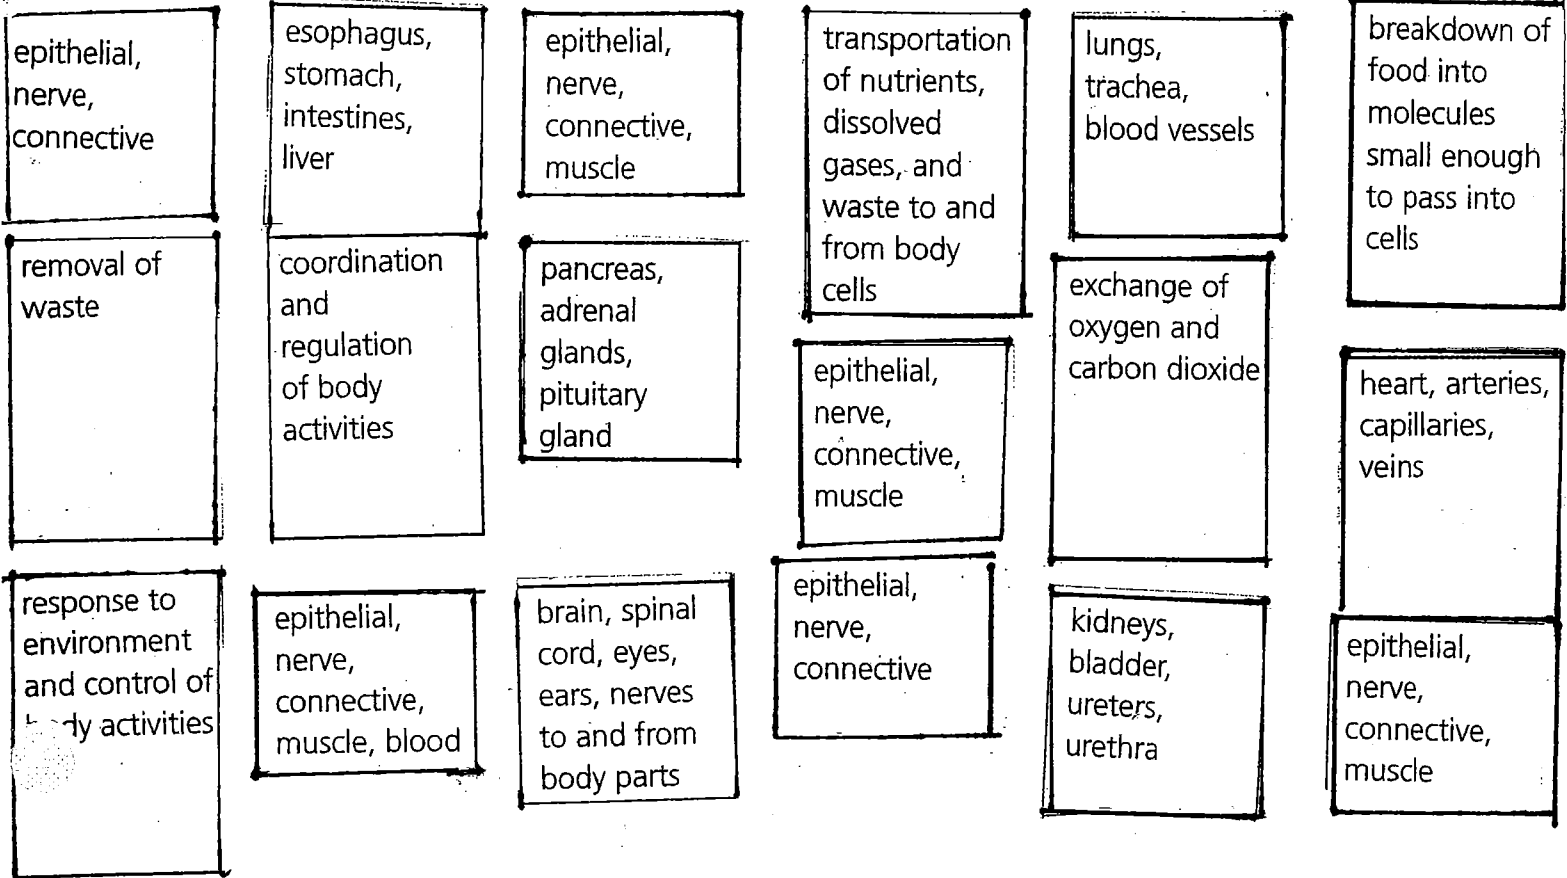 epithelial,
nerve,
connective
esophagus,
stomach,
intestines,
liver
epithelial,
nerve,
connective,
muscle
transportation
of nutrients,
dissolved
gases, and
waste to and
from body
cells
lungs,
trachea,
blood vessels
breakdown of
food into
molecules
small enough
to pass into
cells
removal of
waste
coordination
and
regulation
of body
activities
pancreas,
adrenal
glands,
pituitary
gland
epithelial,
nerve,
connective,
muscle
exchange of
oxygen and
carbon dioxide
heart, arteries,
capillaries,
veins
response to
environment
and control of
body activities
epithelial,
nerve,
connective,
muscle, blood
brain, spinal
cord, eyes,
ears, nerves
to and from
body parts
epithelial,
nerve,
connective
kidneys,
bladder,
ureters,
urethra
epithelial,
nerve,
connective,
muscle